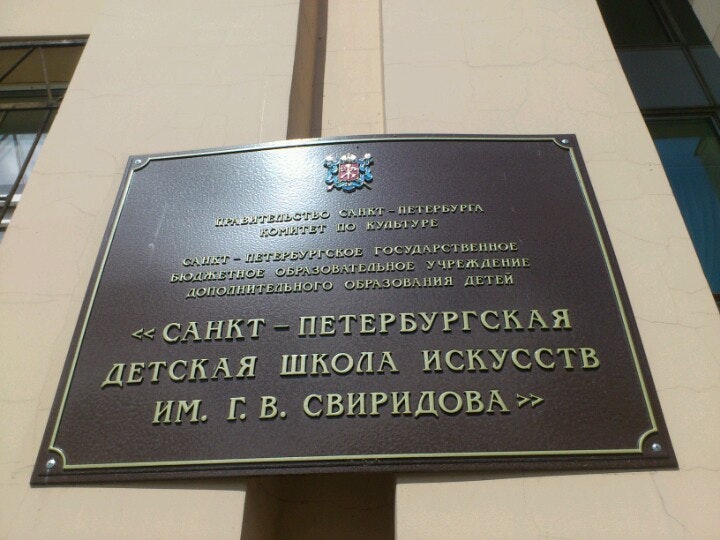 ПРАВИТЕЛЬСТВО САНКТ-ПЕТЕРБУРГА
КОМИТЕТ ПО КУЛЬТУРЕ
САНКТ-ПЕТЕРБУРГСКОЕ ГОСУДАРСТВЕННОЕ
БЮДЖЕТНОЕ ОБРАЗОВАТЕЛЬНОЕ УЧРЕЖДЕНИЕ
ДОПОЛНИТЕЛЬНОГО ОБРАЗОВАНИЯ ДЕТЕЙ
«САНКТ-ПЕТЕРБУРГСКАЯ
ДЕТСКАЯ ШКОЛА ИСКУССТВ
ИМ. Г. В. СВИРИДОВА»